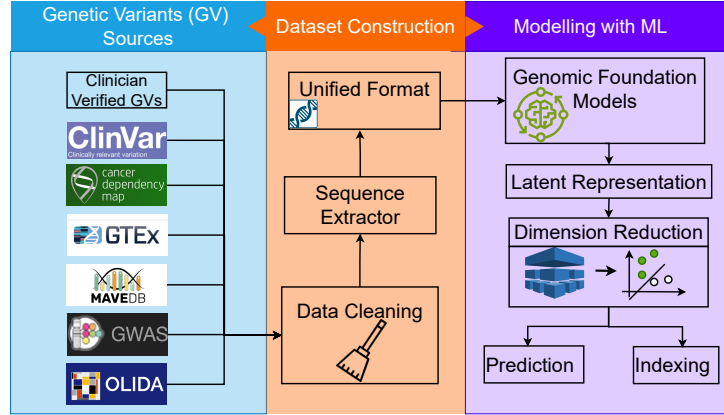 Genetic Variants (GV)
Sources
Dataset Construction
Modelling with ML
Clinician
Verified GVs
ClinVar
Clinically relevant variation
cancer
dependency
map
GTEx
MAVEDB
GWAS
OLIDA
Unified Format
Sequence
Extractor
Data Cleaning
Genomic Foundation
Models
Latent Representation
Dimension Reduction
Prediction
Indexing